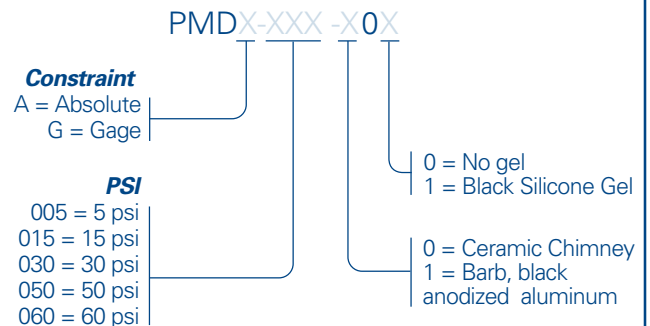 PMDX-XXX -X0X
Constraint
A = Absolute
G = Gage
PSI
005 = 5 psi
015 = 15 psi
030 = 30 psi
050 = 50 psi
060 = 60 psi
0 = No gel
1 = Black Silicone Gel
0 = Ceramic Chimney
1 = Barb, black
anodized aluminum